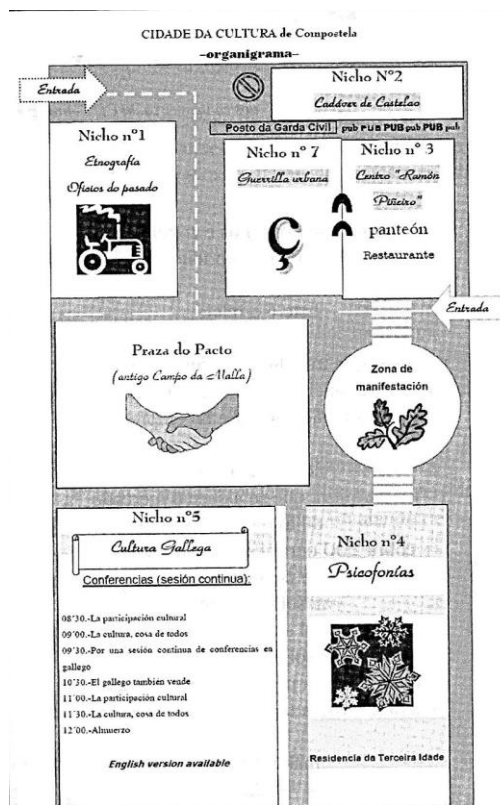 CIDADE DA CULTURA de Compostela
–organigrama–
Entrada
Nicho Nº2
Cadáver de Castelao
Posto da Garda Civil
pub PUB PUB pub PUB pub
Nicho nº1
Etnografía
Oficios do pasado
Nicho nº 7
Guerrilla urbana
Ç
Nicho nº 3
Centro "Ramón
Piñeiro"
panteón
Restaurante
Entrada
Praza do Pacto
(antigo Campo da Malla)
Zona de
manifestación
Nicho nº5
Cultura Gallega
Conferencias (sesión continua):
08'30.-La participación cultural
09'00.-La cultura, cosa de todos
09'30.-Por una sesión continua de conferencias en
gallego
10'30.-El gallego también vende
11'00.-La participación cultural
11'30.-La cultura, cosa de todos
12'00.-Almuerzo
English version available
Nicho nº4
Psicofonías
Residencia da Terceira Idade